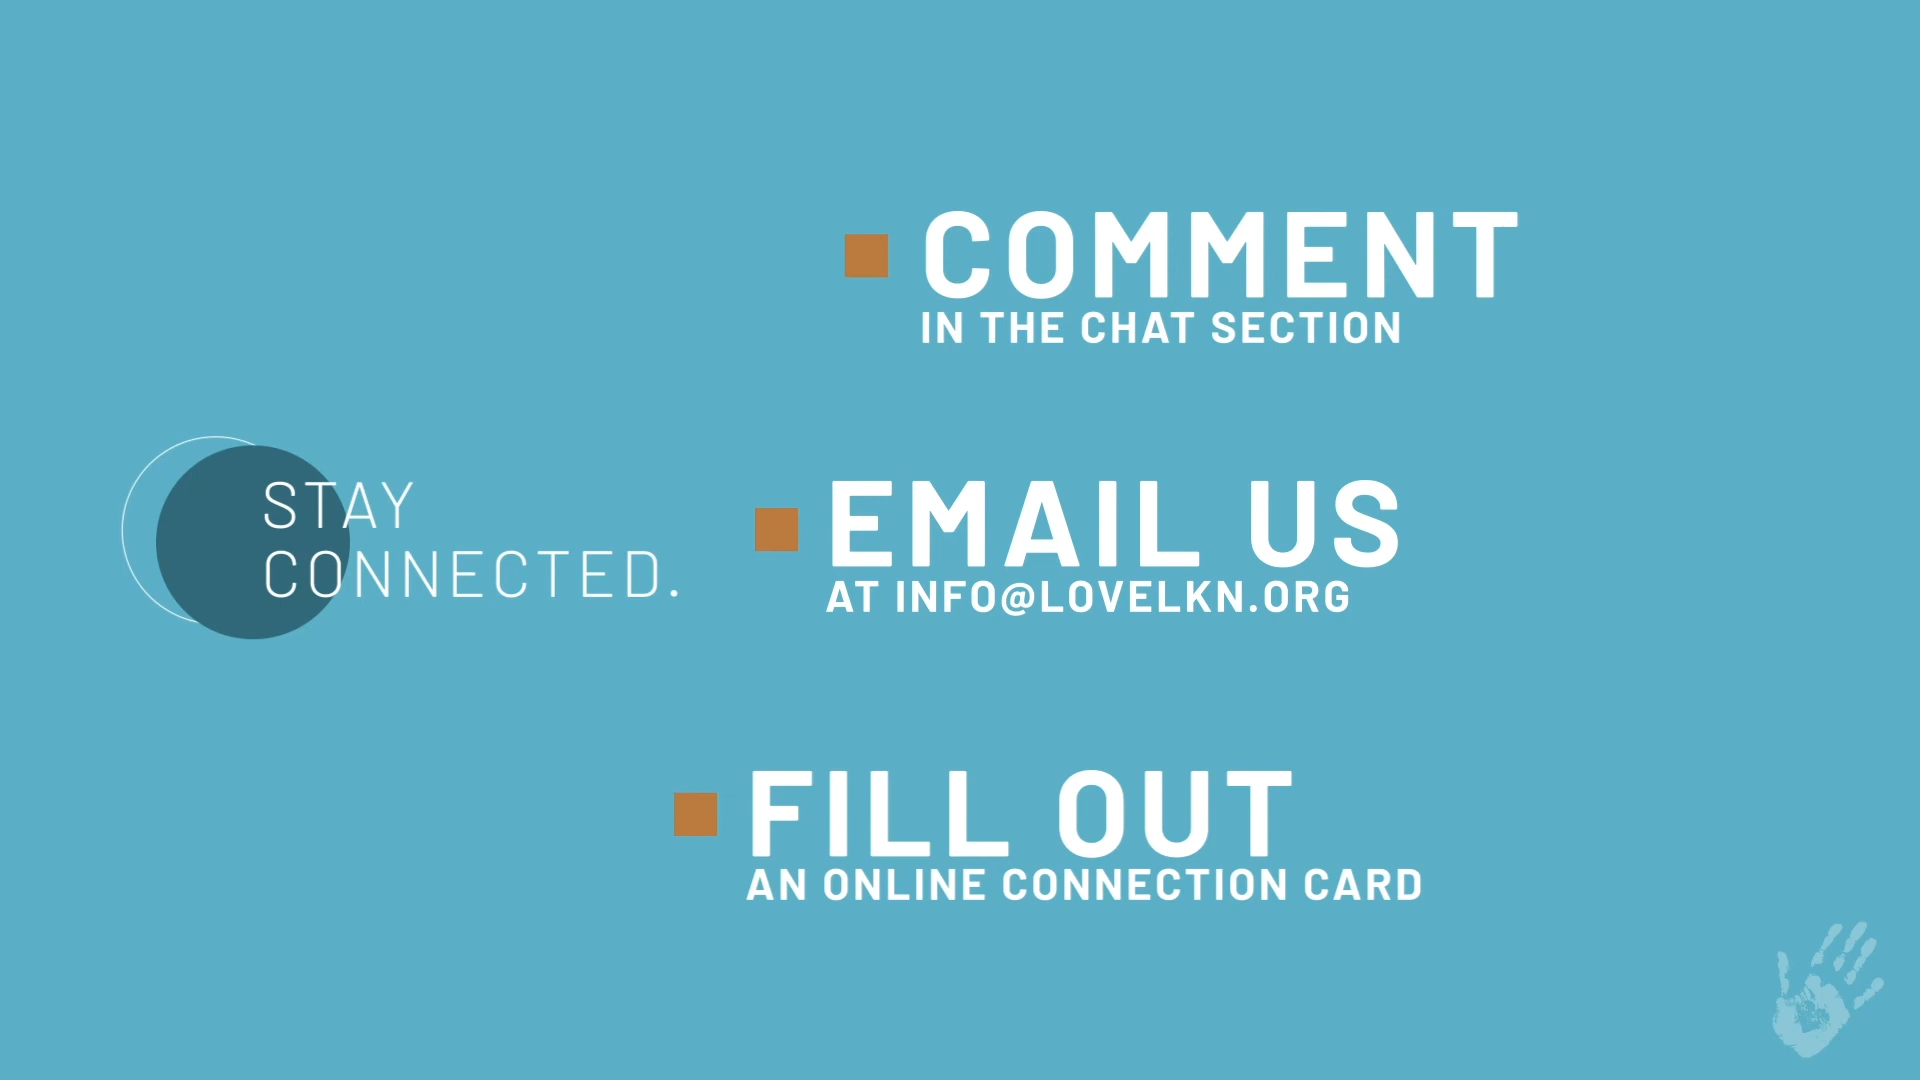 STAY
CONNECTED.
COMMENT
IN THE CHAT SECTION
EMAIL US
AT INFO@LOVELKN.ORG
FILL OUT
AN ONLINE CONNECTION CARD